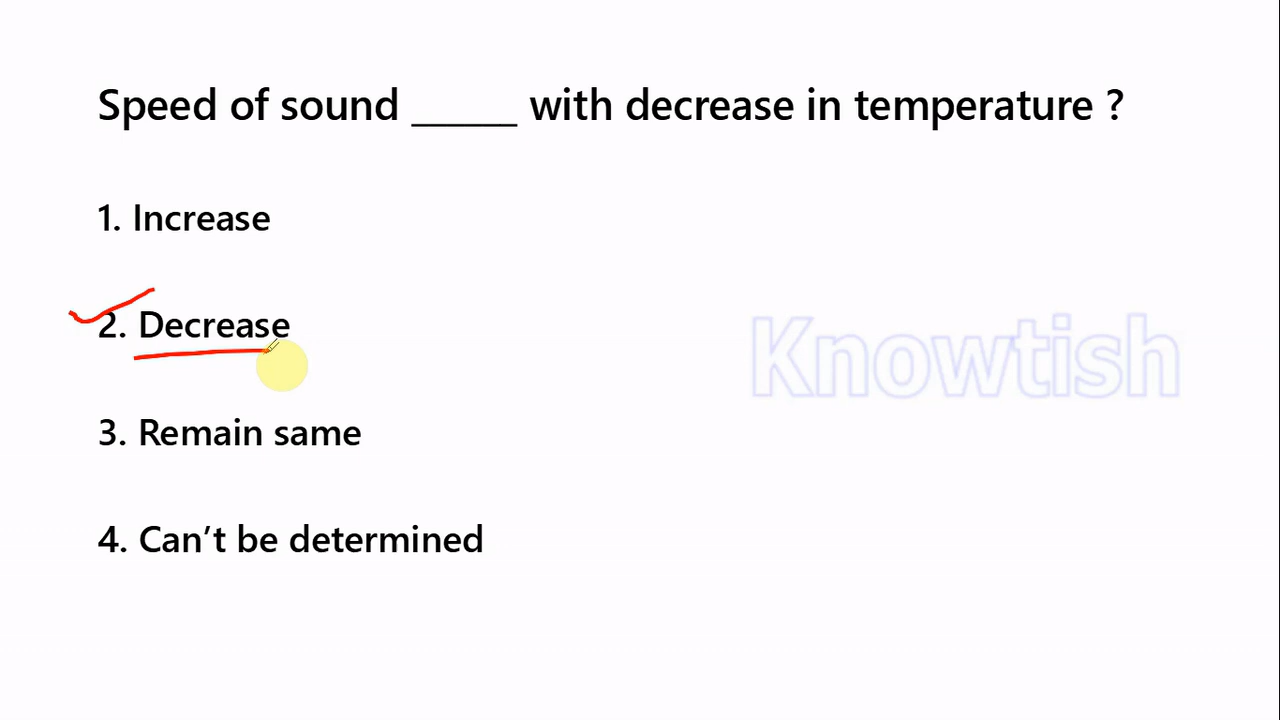 Speed of sound ______ with decrease in temperature ?
1. Increase
2. Decrease
Knowtish
3. Remain same
4. Can’t be determined